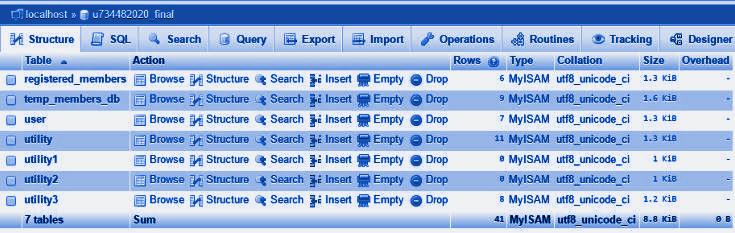 localhost » u734482020_final
Structure SQL Search Query Export Import Operations Routines Tracking Designer
Table Action Rows Type Collation Size Overhead
registered_members Browse Structure Search Insert Empty Drop 6 MyISAM utf8_unicode_ci 1.3 KiB -
temp_members_db Browse Structure Search Insert Empty Drop 9 MyISAM utf8_unicode_ci 1.6 KiB -
user Browse Structure Search Insert Empty Drop 7 MyISAM utf8_unicode_ci 1.3 KiB -
utility Browse Structure Search Insert Empty Drop 11 MyISAM utf8_unicode_ci 1.3 KiB -
utility1 Browse Structure Search Insert Empty Drop 0 MyISAM utf8_unicode_ci 1 KiB -
utility2 Browse Structure Search Insert Empty Drop 0 MyISAM utf8_unicode_ci 1 KiB -
utility3 Browse Structure Search Insert Empty Drop 8 MyISAM utf8_unicode_ci 1.2 KiB -
7 tables Sum 41 MyISAM utf8_unicode_ci 8.8 KiB 0 B